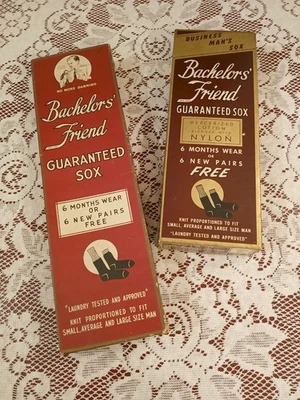 NO MORE DARNING
Bachelors'
Friend
GUARANTEED
SOX
6 MONTHS WEAR
OR
6 NEW PAIRS
FREE
"LAUNDRY TESTED AND APPROVED"
KNIT PROPORTIONED TO FIT
SMALL, AVERAGE AND LARGE SIZE MAN
BUSINESS
MAN'S
SOX
Bachelors'
Friend
GUARANTEED SOX
MERCERIZED
COTTON
NYLON
6 MONTHS WEAR
OR
6 NEW PAIRS
FREE
KNIT PROPORTIONED TO FIT
SMALL, AVERAGE AND LARGE SIZE MAN
"LAUNDRY TESTED AND APPROVED"